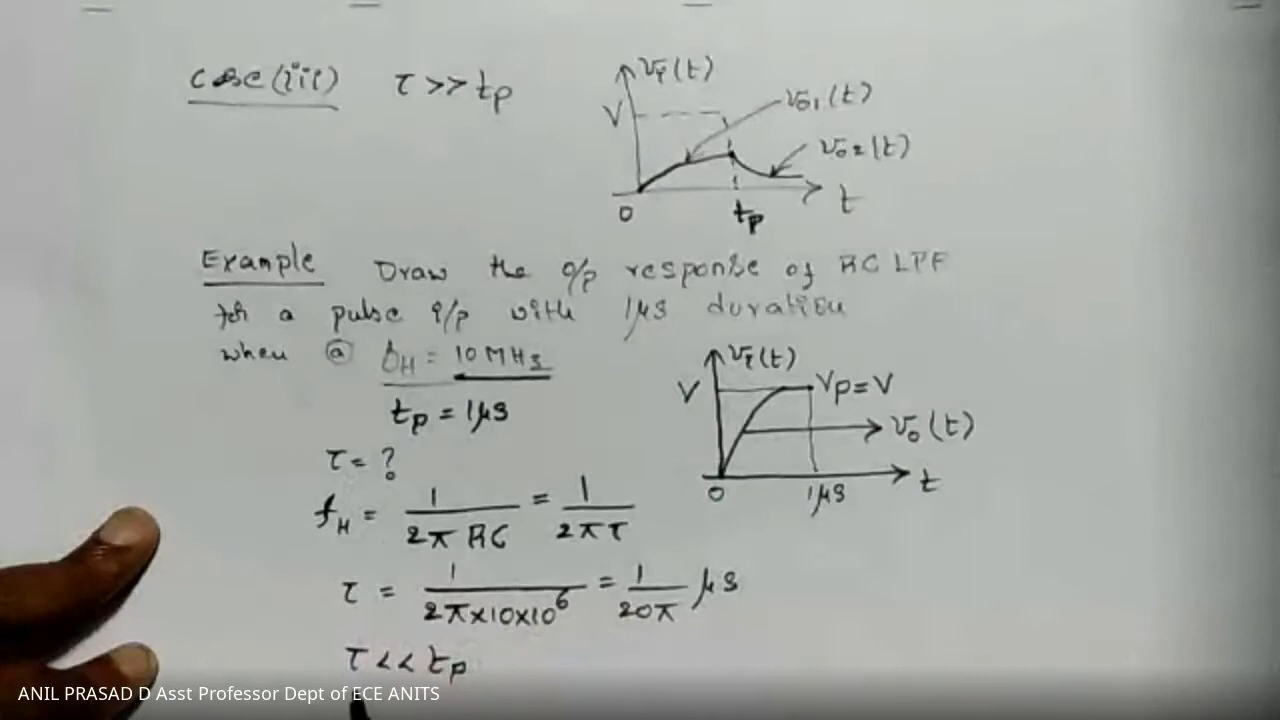 case (iii) τ >> tp
vi(t)
V
vo1(t)
vo2(t)
0 tp t
Example Draw the o/p response of RC LPF
for a pulse i/p with 1μs duration
when ⓐ fH = 10 MHz
tp = 1μs
τ = ?
fH = 1/2π RC = 1/2πτ
τ = 1/2π×10×10^6 = 1/20π μs
τ << tp
vi(t)
V Vp = V
vo(t)
0 1μs t
ANIL PRASAD D Asst Professor Dept of ECE ANITS